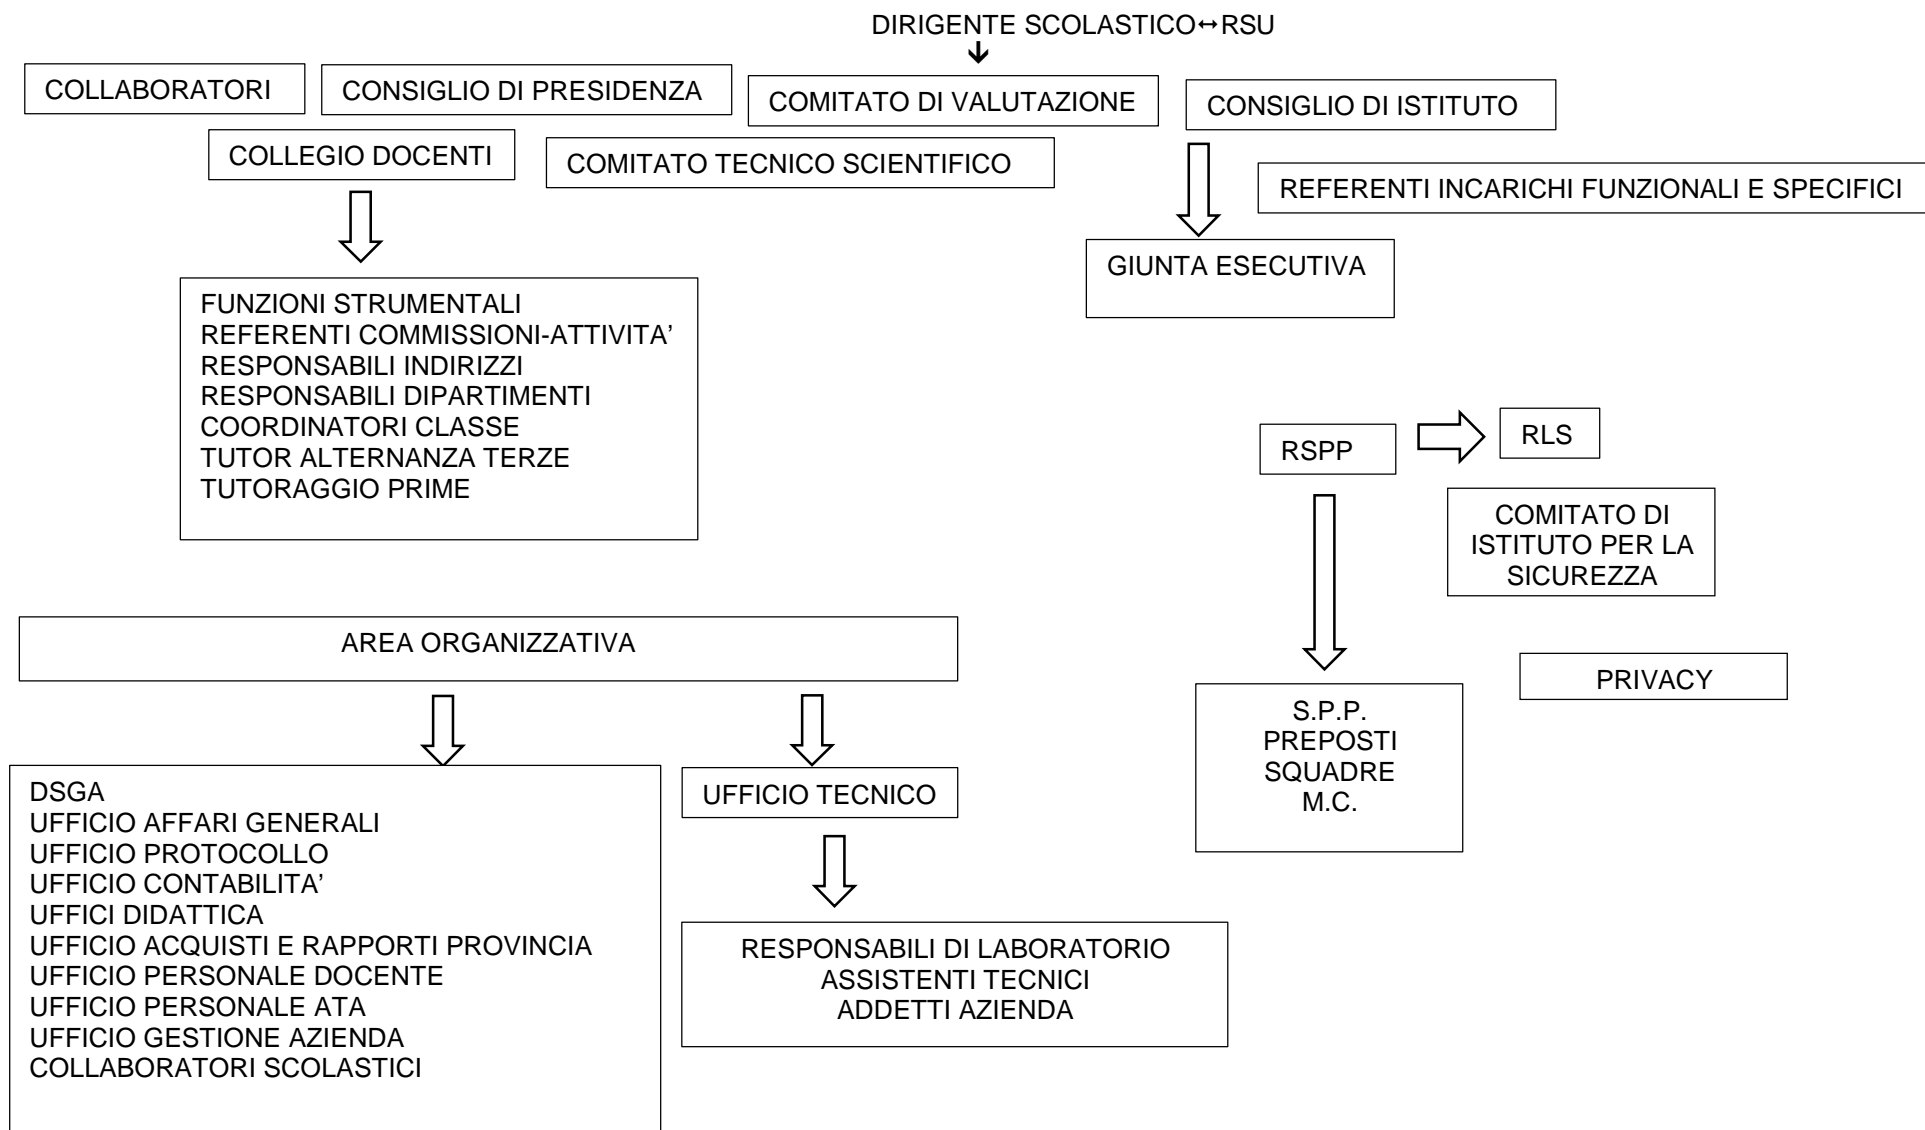 DIRIGENTE SCOLASTICO↔RSU
COLLABORATORI
CONSIGLIO DI PRESIDENZA
COMITATO DI VALUTAZIONE
CONSIGLIO DI ISTITUTO
COLLEGIO DOCENTI
COMITATO TECNICO SCIENTIFICO
REFERENTI INCARICHI FUNZIONALI E SPECIFICI
GIUNTA ESECUTIVA
FUNZIONI STRUMENTALI
REFERENTI COMMISSIONI-ATTIVITA’
RESPONSABILI INDIRIZZI
RESPONSABILI DIPARTIMENTI
COORDINATORI CLASSE
TUTOR ALTERNANZA TERZE
TUTORAGGIO PRIME
RSPP
RLS
COMITATO DI
ISTITUTO PER LA
SICUREZZA
AREA ORGANIZZATIVA
PRIVACY
S.P.P.
PREPOSTI
SQUADRE
M.C.
DSGA
UFFICIO AFFARI GENERALI
UFFICIO PROTOCOLLO
UFFICIO CONTABILITA’
UFFICI DIDATTICA
UFFICIO ACQUISTI E RAPPORTI PROVINCIA
UFFICIO PERSONALE DOCENTE
UFFICIO PERSONALE ATA
UFFICIO GESTIONE AZIENDA
COLLABORATORI SCOLASTICI
UFFICIO TECNICO
RESPONSABILI DI LABORATORIO
ASSISTENTI TECNICI
ADDETTI AZIENDA